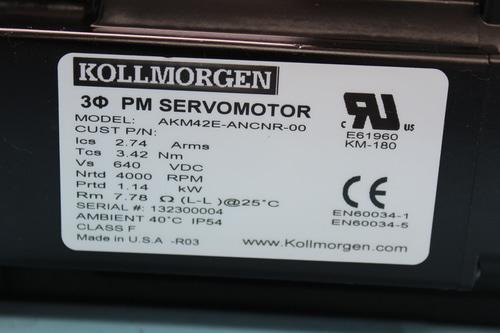 KOLLMORGEN
3Φ PM SERVOMOTOR
MODEL: AKM42E-ANCNR-00
CUST P/N:
Ics 2.74 Arms
Tcs 3.42 Nm
Vs 640 VDC
Nrtd 4000 RPM
Prtd 1.14 kW
Rm 7.78 Ω (L-L) @25°C
SERIAL#: 132300004
AMBIENT 40°C IP54
CLASS F
Made in U.S.A -R03
c RU us
E61960
KM-180
CE
EN60034-1
EN60034-5
www.Kollmorgen.com